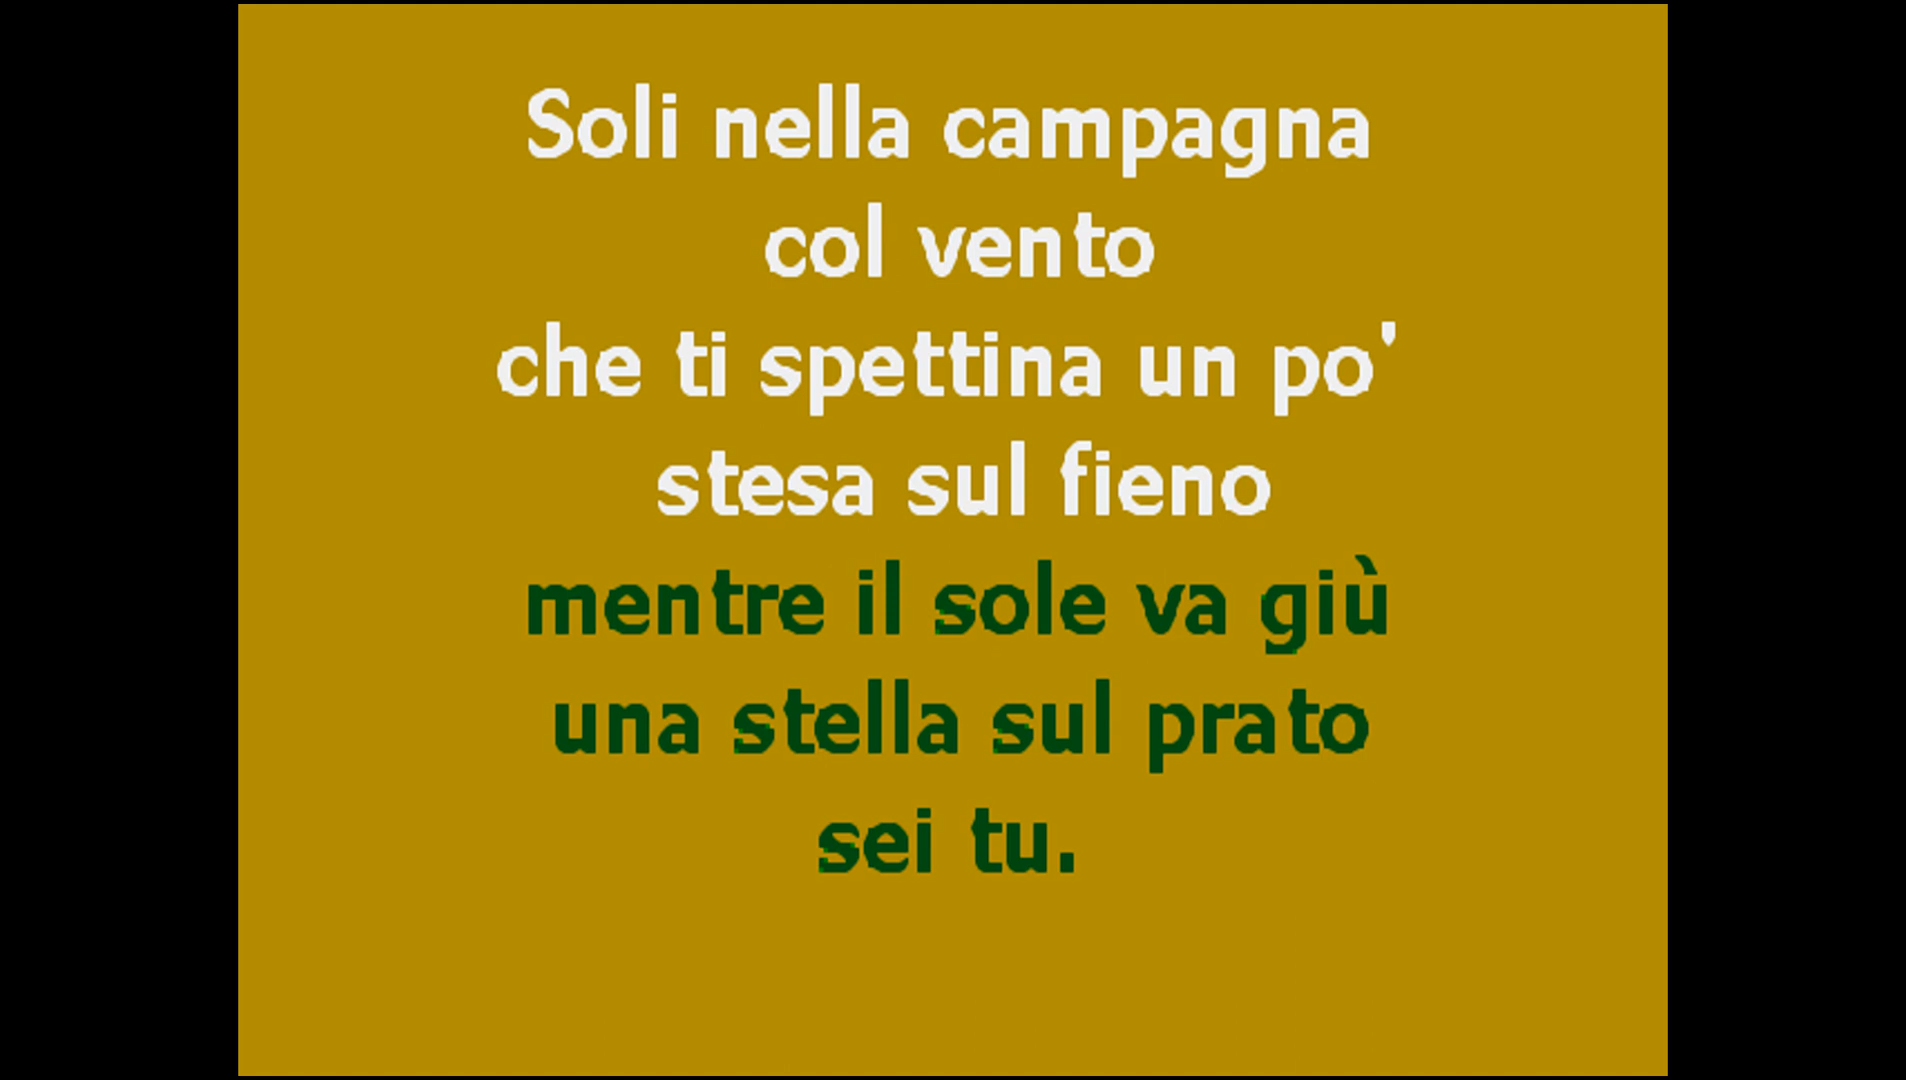 Soli nella campagna
col vento
che ti spettina un po'
stesa sul fieno
mentre il sole va giù
una stella sul prato
sei tu.